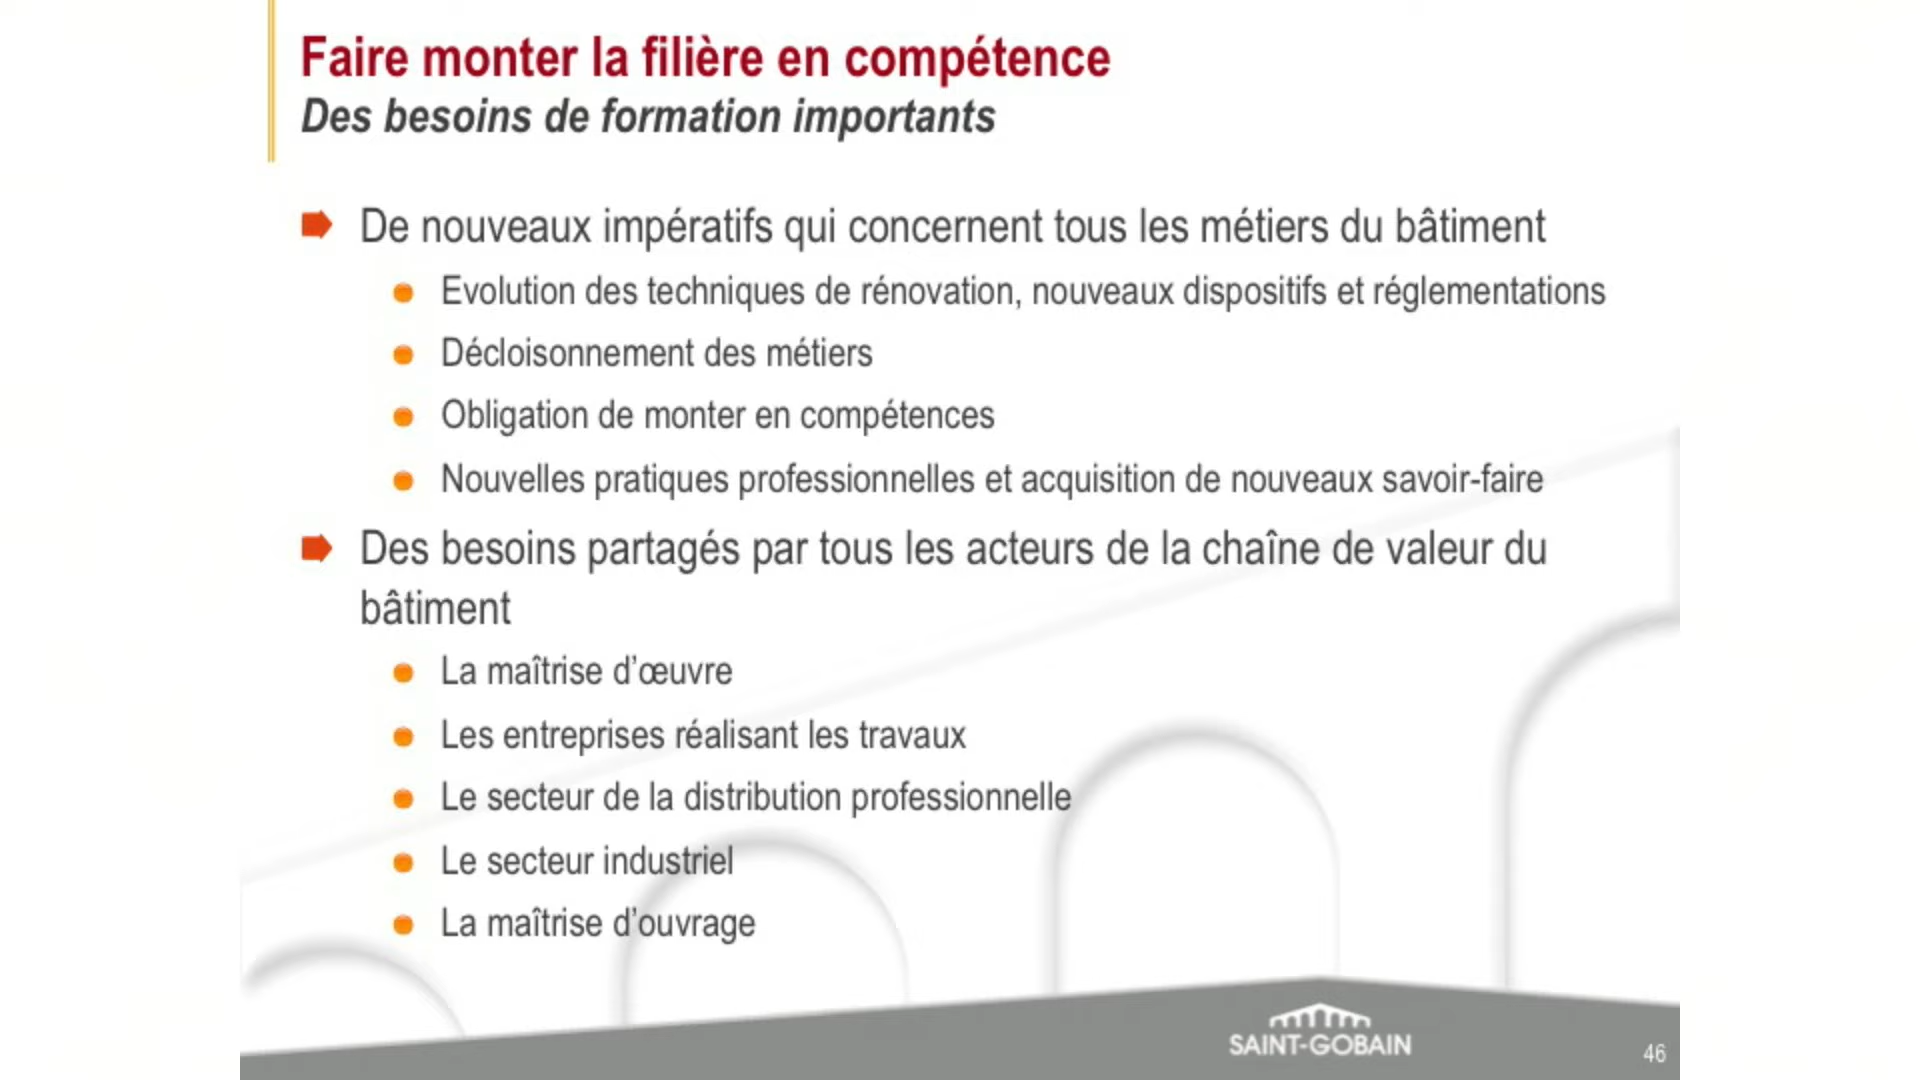 Faire monter la filière en compétence
Des besoins de formation importants
De nouveaux impératifs qui concernent tous les métiers du bâtiment
Evolution des techniques de rénovation, nouveaux dispositifs et réglementations
Décloisonnement des métiers
Obligation de monter en compétences
Nouvelles pratiques professionnelles et acquisition de nouveaux savoir-faire
Des besoins partagés par tous les acteurs de la chaîne de valeur du
bâtiment
La maîtrise d’œuvre
Les entreprises réalisant les travaux
Le secteur de la distribution professionnelle
Le secteur industriel
La maîtrise d’ouvrage
SAINT-GOBAIN
46